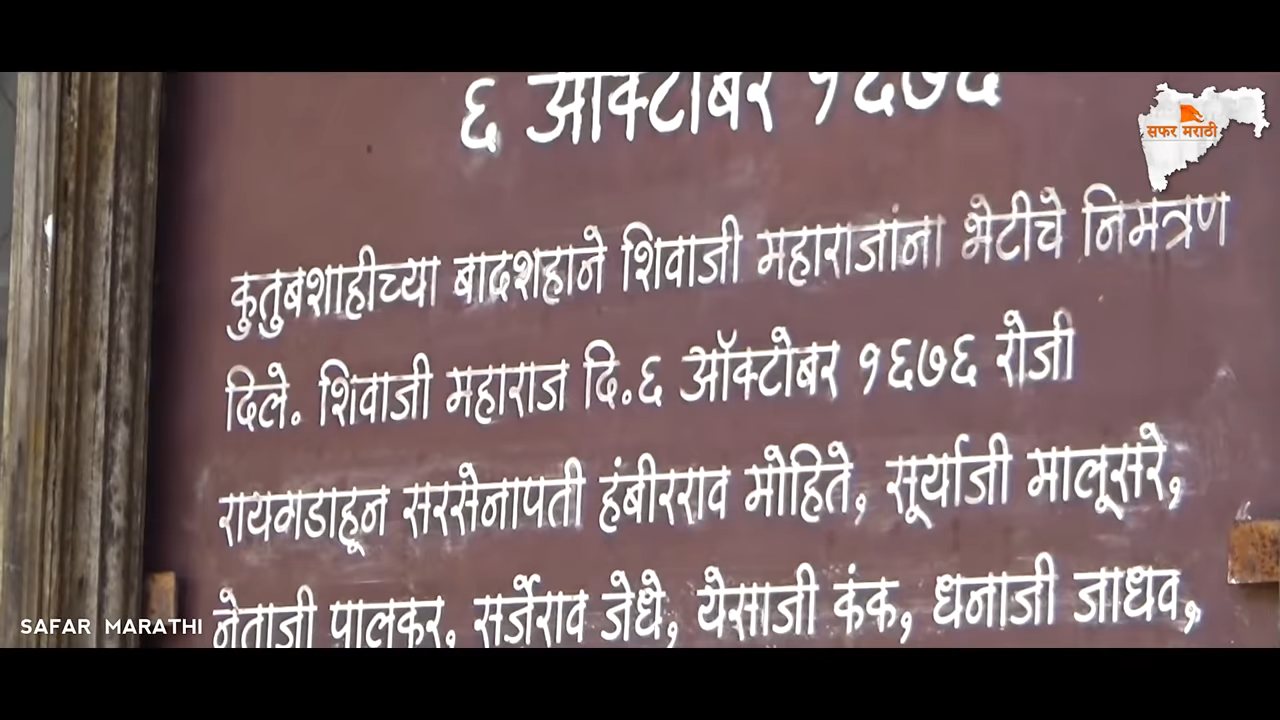 ६ ऑक्टोबर १६७६
सफर मराठी
कुतुबशाहीच्या बादशहाने शिवाजी महाराजांना भेटीचे निमत्रण
दिले. शिवाजी महाराज दि.६ ऑक्टोबर १६७६ रोजी
रायगडाहून सरसेनापती हंबीरराव मोहिते, सूर्याजी मालूसरे,
नेताजी पालकर, सर्जेराव जेधे, येसाजी कंक, धनाजी जाधव,
SAFAR MARATHI